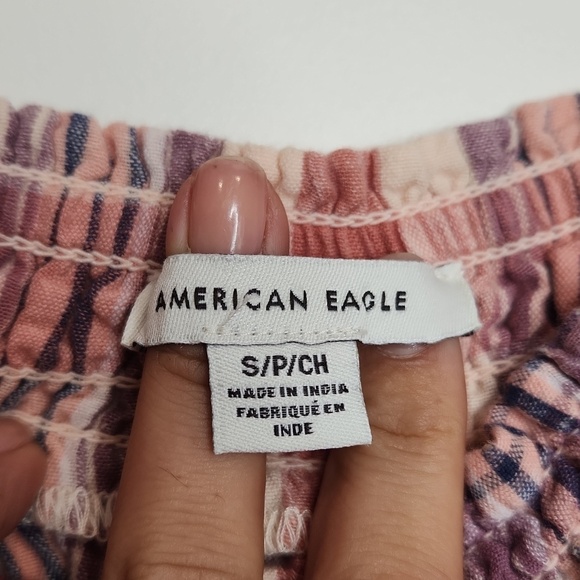 AMERICAN EAGLE
S/P/CH
MADE IN INDIA
FABRIQUÉ EN
INDE